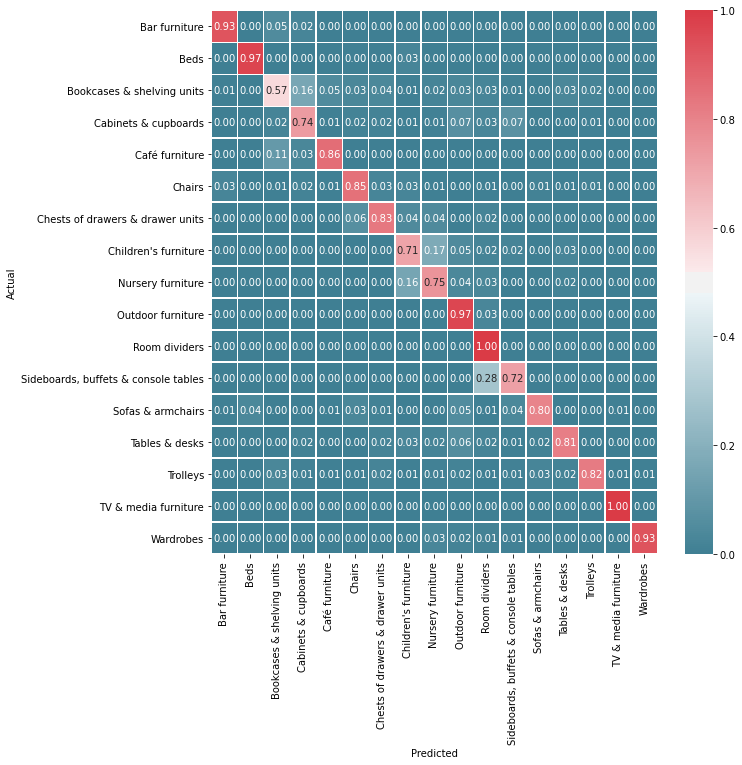 Bar furniture 0.93 0.00 0.05 0.02 0.00 0.00 0.00 0.00 0.00 0.00 0.00 0.00 0.00 0.00 0.00 0.00 0.00 1.0
Beds 0.00 0.97 0.00 0.00 0.00 0.00 0.00 0.03 0.00 0.00 0.00 0.00 0.00 0.00 0.00 0.00 0.00
Bookcases & shelving units 0.01 0.00 0.57 0.16 0.05 0.03 0.04 0.01 0.02 0.03 0.03 0.01 0.00 0.03 0.02 0.00 0.00
0.8
Cabinets & cupboards 0.00 0.00 0.02 0.74 0.01 0.02 0.02 0.01 0.01 0.07 0.03 0.07 0.00 0.00 0.01 0.00 0.00
Café furniture 0.00 0.00 0.11 0.03 0.86 0.00 0.00 0.00 0.00 0.00 0.00 0.00 0.00 0.00 0.00 0.00 0.00
Chairs 0.03 0.00 0.01 0.02 0.01 0.85 0.03 0.03 0.01 0.00 0.01 0.00 0.01 0.01 0.01 0.00 0.00
Chests of drawers & drawer units 0.00 0.00 0.00 0.00 0.00 0.06 0.83 0.04 0.04 0.00 0.02 0.00 0.00 0.00 0.00 0.00 0.00
0.6
Children's furniture 0.00 0.00 0.00 0.00 0.00 0.00 0.00 0.71 0.17 0.05 0.02 0.02 0.00 0.03 0.00 0.00 0.00
Actual
Nursery furniture 0.00 0.00 0.00 0.00 0.00 0.00 0.00 0.16 0.75 0.04 0.03 0.00 0.00 0.02 0.00 0.00 0.00
Outdoor furniture 0.00 0.00 0.00 0.00 0.00 0.00 0.00 0.00 0.00 0.97 0.03 0.00 0.00 0.00 0.00 0.00 0.00
Room dividers 0.00 0.00 0.00 0.00 0.00 0.00 0.00 0.00 0.00 0.00 1.00 0.00 0.00 0.00 0.00 0.00 0.00
0.4
Sideboards, buffets & console tables 0.00 0.00 0.00 0.00 0.00 0.00 0.00 0.00 0.00 0.00 0.28 0.72 0.00 0.00 0.00 0.00 0.00
Sofas & armchairs 0.01 0.04 0.00 0.00 0.01 0.03 0.01 0.00 0.00 0.05 0.01 0.04 0.80 0.00 0.00 0.01 0.00
Tables & desks 0.00 0.00 0.00 0.02 0.00 0.00 0.02 0.03 0.02 0.06 0.02 0.01 0.02 0.81 0.00 0.00 0.00
0.2
Trolleys 0.00 0.00 0.03 0.01 0.01 0.01 0.02 0.01 0.01 0.02 0.01 0.01 0.03 0.02 0.82 0.01 0.01
TV & media furniture 0.00 0.00 0.00 0.00 0.00 0.00 0.00 0.00 0.00 0.00 0.00 0.00 0.00 0.00 0.00 1.00 0.00
Wardrobes 0.00 0.00 0.00 0.00 0.00 0.00 0.00 0.00 0.03 0.02 0.01 0.01 0.00 0.00 0.00 0.00 0.93
0.0
Bar furniture
Beds
Bookcases & shelving units
Cabinets & cupboards
Café furniture
Chairs
Chests of drawers & drawer units
Children's furniture
Nursery furniture
Outdoor furniture
Room dividers
Sideboards, buffets & console tables
Sofas & armchairs
Tables & desks
Trolleys
TV & media furniture
Wardrobes
Predicted